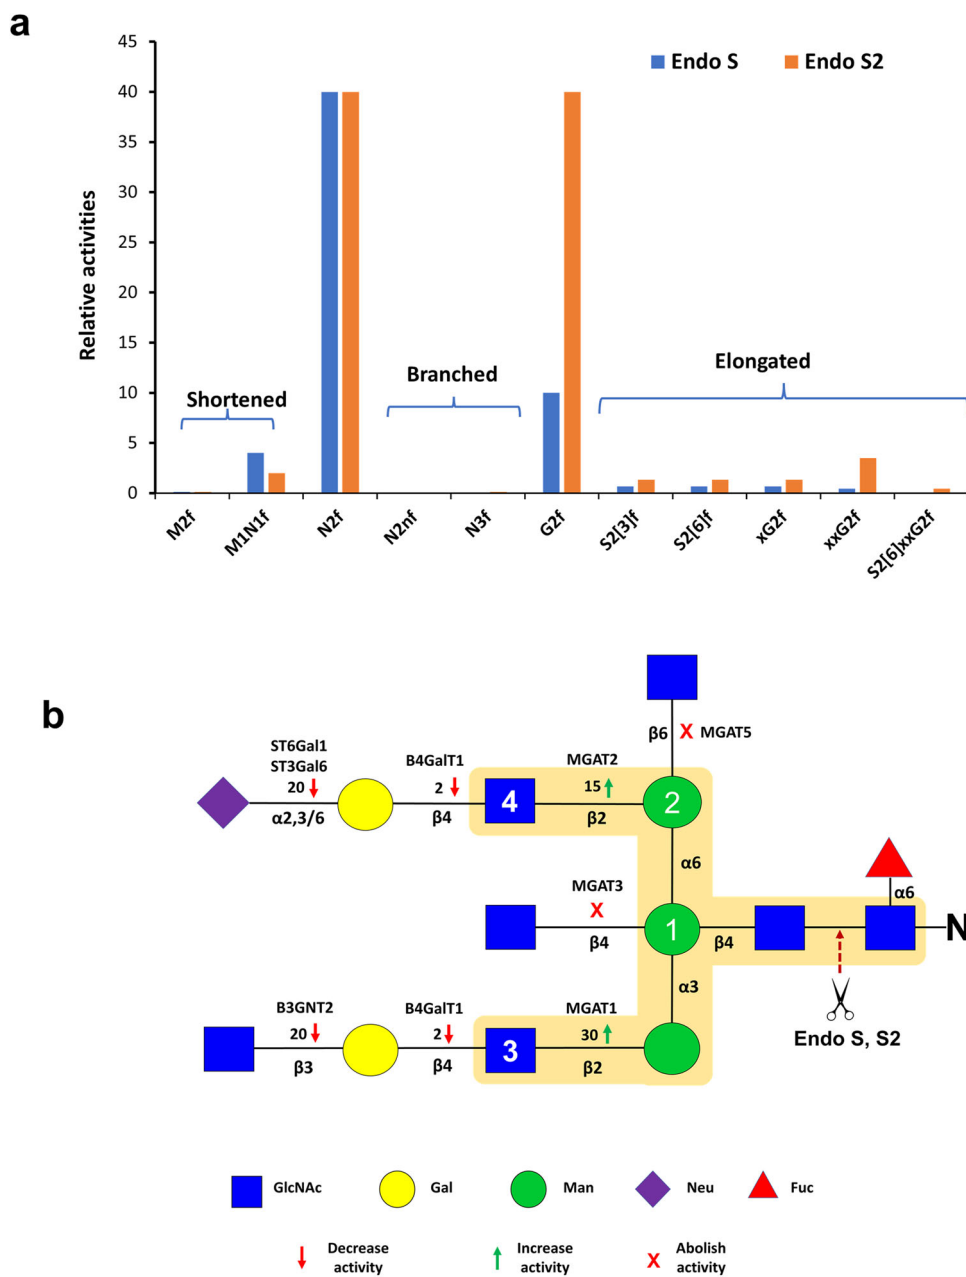 a
45
40
35
30
25
20
15
10
5
0
Relative activities
Endo S
Endo S2
Shortened
Branched
Elongated
M2f
M1N1f
N2f
N2nf
N3f
G2f
S2[3]f
S2[6]f
xG2f
xxG2f
S2[6]xxG2f
b
β6
X
MGAT5
ST6Gal1
ST3Gal6
20
α2,3/6
B4GalT1
2
β4
4
MGAT2
15
β2
2
α6
α6
MGAT3
X
β4
1
β4
N
α3
Endo S, S2
B3GNT2
20
β3
B4GalT1
2
β4
3
MGAT1
30
β2
GlcNAc
Gal
Man
Neu
Fuc
Decrease
activity
Increase
activity
X
Abolish
activity